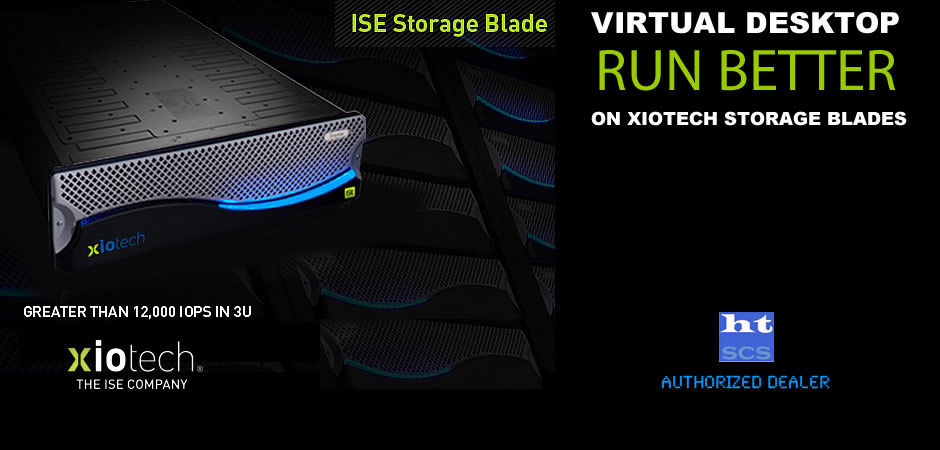 ISE Storage Blade
VIRTUAL DESKTOP
RUN BETTER
ON XIOTECH STORAGE BLADES
ISE
xiotech
GREATER THAN 12,000 IOPS IN 3U
xiotech®
THE ISE COMPANY
ht
SCS
AUTHORIZED DEALER